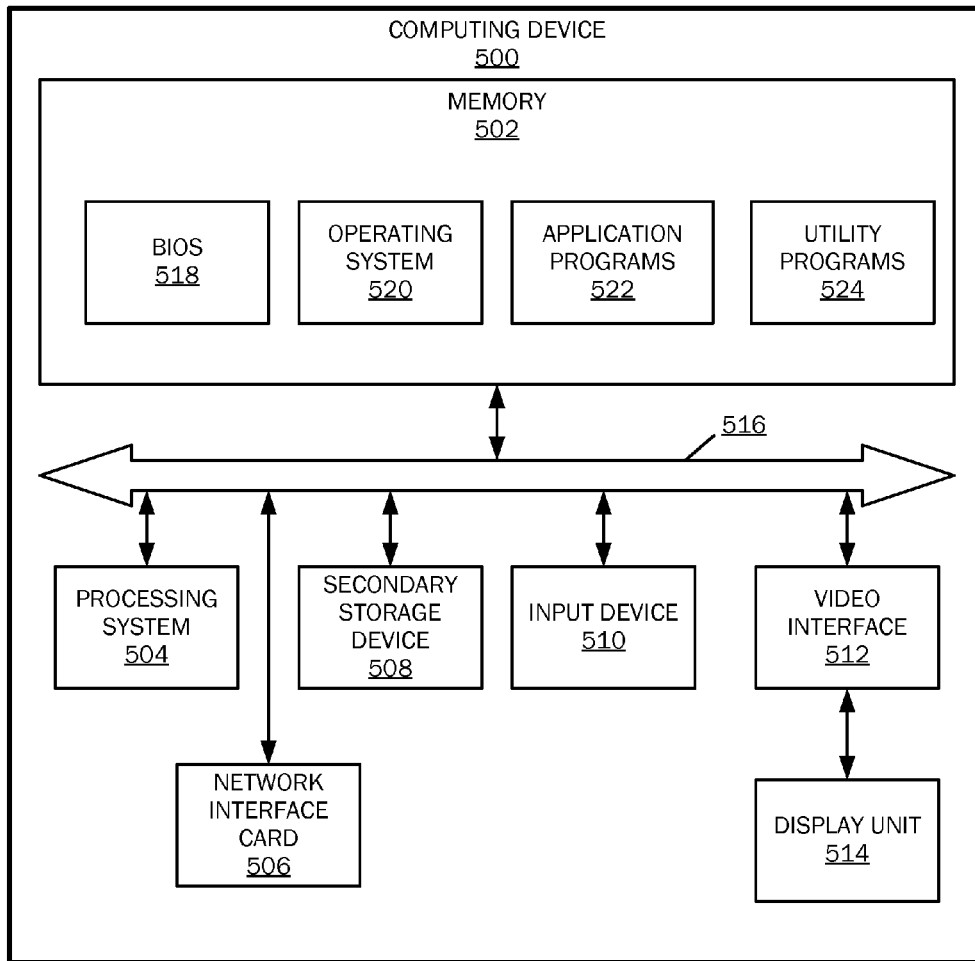 COMPUTING DEVICE
500
MEMORY
502
BIOS
518
OPERATING
SYSTEM
520
APPLICATION
PROGRAMS
522
UTILITY
PROGRAMS
524
516
PROCESSING
SYSTEM
504
SECONDARY
STORAGE
DEVICE
508
INPUT DEVICE
510
VIDEO
INTERFACE
512
NETWORK
INTERFACE
CARD
506
DISPLAY UNIT
514